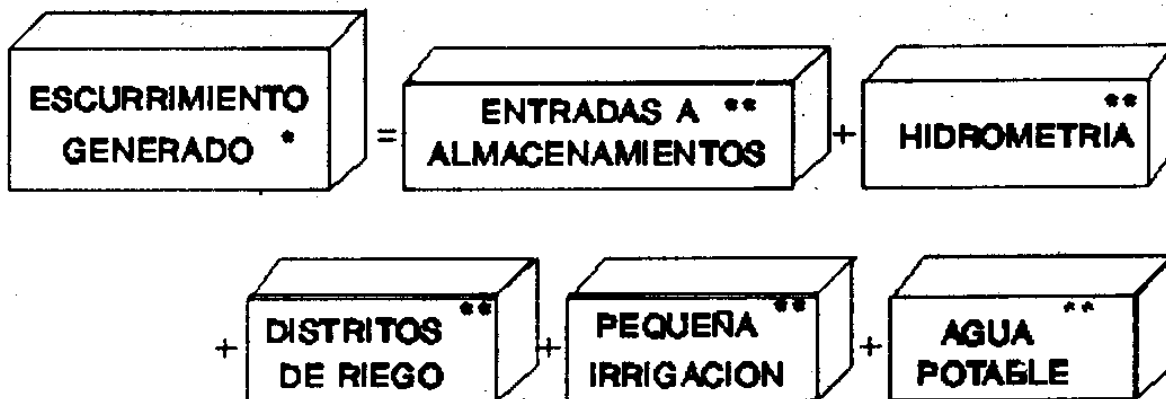 ESCURRIMIENTO
GENERADO *
=
ENTRADAS A **
ALMACENAMIENTOS
+
**
HIDROMETRIA
+
DISTRITOS **
DE RIEGO
+
PEQUEÑA **
IRRIGACION
+
AGUA **
POTABLE